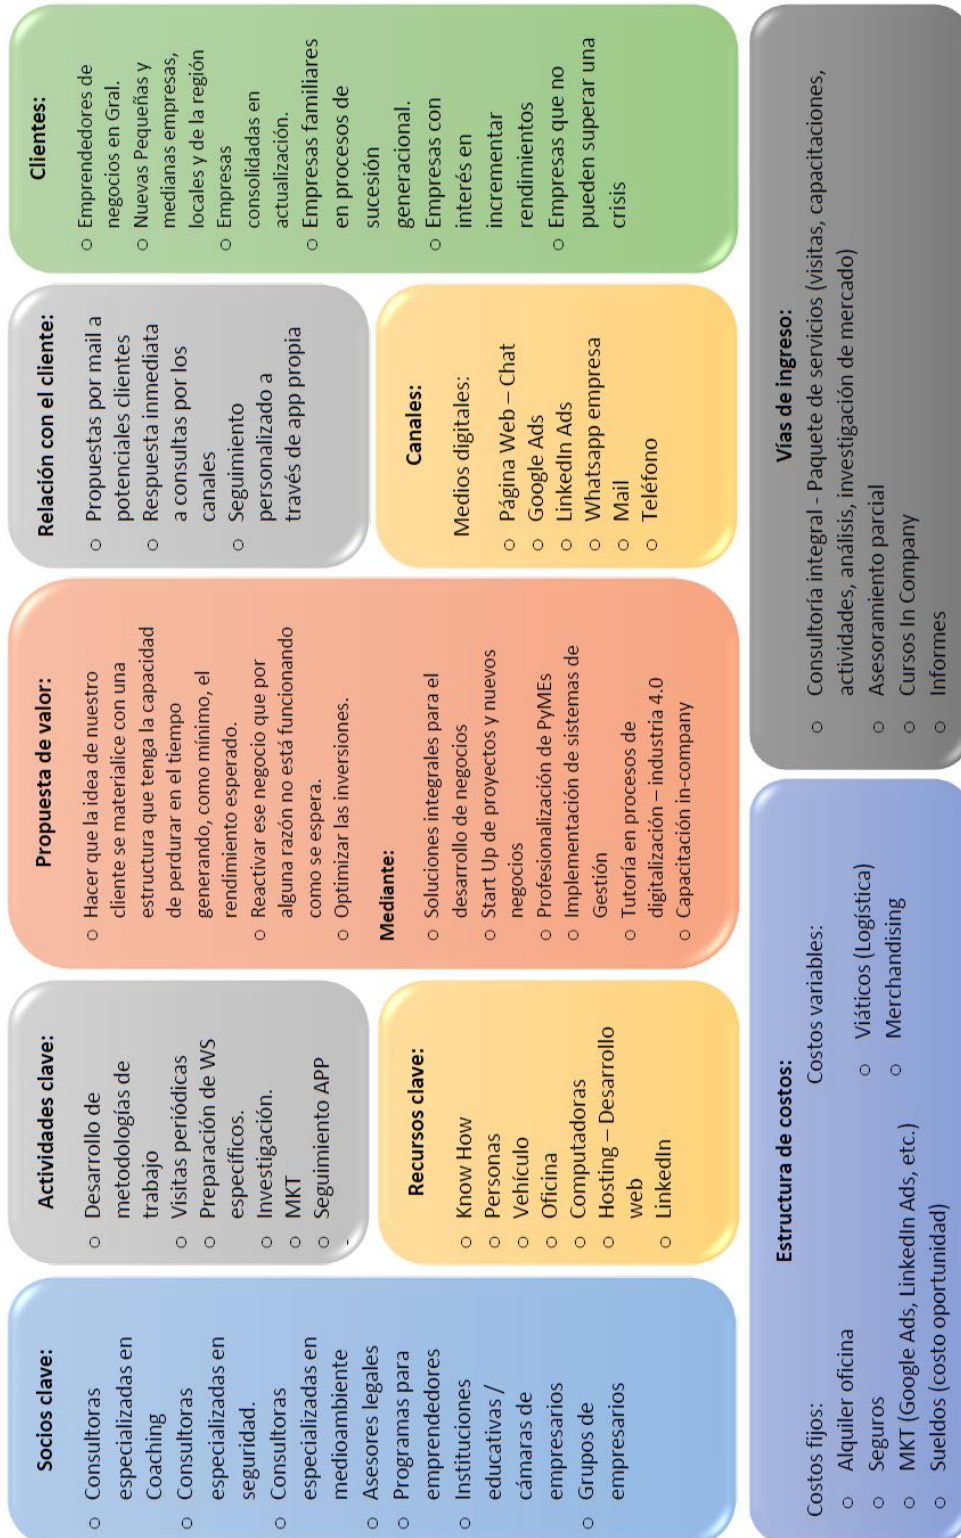 Socios clave:
○ Consultoras
especializadas en
Coaching
○ Consultoras
especializadas en
seguridad.
○ Consultoras
especializadas en
medioambiente
○ Asesores legales
○ Programas para
emprendedores
○ Instituciones
educativas /
cámaras de
empresarios
○ Grupos de
empresarios
Actividades clave:
○ Desarrollo de
metodologías de
trabajo
○ Visitas periódicas
○ Preparación de WS
específicos.
○ Investigación.
○ MKT
○ Seguimiento APP
-
Recursos clave:
○ Know How
○ Personas
○ Vehículo
○ Oficina
○ Computadoras
○ Hosting – Desarrollo
web
○ LinkedIn
Propuesta de valor:
○ Hacer que la idea de nuestro
cliente se materialice con una
estructura que tenga la capacidad
de perdurar en el tiempo
generando, como mínimo, el
rendimiento esperado.
○ Reactivar ese negocio que por
alguna razón no está funcionando
como se espera.
○ Optimizar las inversiones.
Mediante:
○ Soluciones integrales para el
desarrollo de negocios
○ Start Up de proyectos y nuevos
negocios
○ Profesionalización de PyMEs
○ Implementación de sistemas de
Gestión
○ Tutoría en procesos de
digitalización – industria 4.0
○ Capacitación in-company
Relación con el cliente:
○ Propuestas por mail a
potenciales clientes
○ Respuesta inmediata
a consultas por los
canales
○ Seguimiento
personalizado a
través de app propia
Canales:
Medios digitales:
○ Página Web – Chat
○ Google Ads
○ LinkedIn Ads
○ Whatsapp empresa
○ Mail
○ Teléfono
Clientes:
○ Emprendedores de
negocios en Gral.
○ Nuevas Pequeñas y
medianas empresas,
locales y de la región
○ Empresas
consolidadas en
actualización.
○ Empresas familiares
en procesos de
sucesión
generacional.
○ Empresas con
interés en
incrementar
rendimientos
○ Empresas que no
pueden superar una
crisis
Estructura de costos:
Costos fijos:
○ Alquiler oficina
○ Seguros
○ MKT (Google Ads, LinkedIn Ads, etc.)
○ Sueldos (costo oportunidad)
Costos variables:
○ Viáticos (Logística)
○ Merchandising
Vías de ingreso:
○ Consultoría integral - Paquete de servicios (visitas, capacitaciones,
actividades, análisis, investigación de mercado)
○ Asesoramiento parcial
○ Cursos In Company
○ Informes